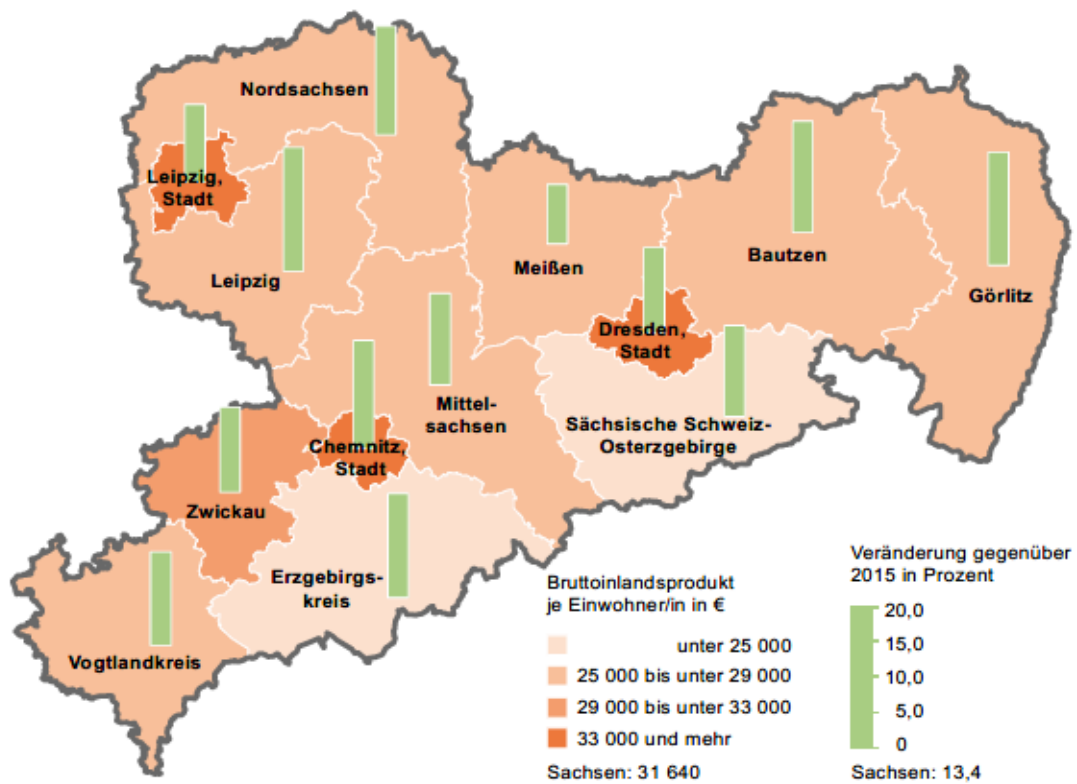 Nordsachsen
Leipzig,
Stadt
Leipzig
Meißen
Bautzen
Görlitz
Dresden,
Stadt
Mittel-
sachsen
Sächsische Schweiz-
Osterzgebirge
Chemnitz,
Stadt
Zwickau
Erzgebirgs-
kreis
Vogtlandkreis
Bruttoinlandsprodukt
je Einwohner/in in €
unter 25 000
25 000 bis unter 29 000
29 000 bis unter 33 000
33 000 und mehr
Sachsen: 31 640
Veränderung gegenüber
2015 in Prozent
20,0
15,0
10,0
5,0
0
Sachsen: 13,4